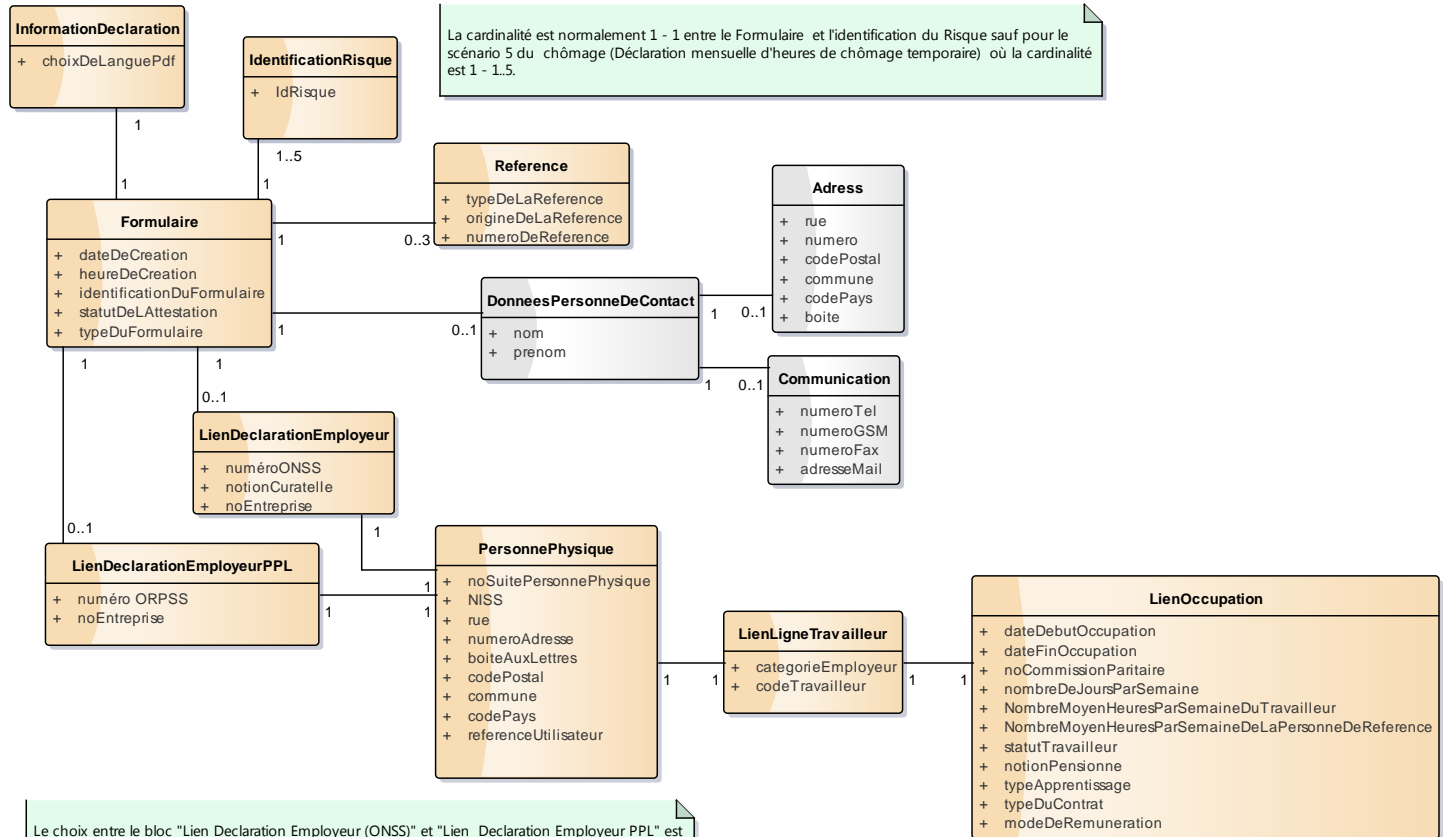 InformationDeclaration
+ choixDeLanguePdf
IdentificationRisque
+ IdRisque
La cardinalité est normalement 1 - 1 entre le Formulaire et l'identification du Risque sauf pour le
scénario 5 du chômage (Déclaration mensuelle d'heures de chômage temporaire) où la cardinalité
est 1 - 1..5.
1
1
1..5
1
Reference
+ typeDeLaReference
+ origineDeLaReference
+ numeroDeReference
Formulaire
+ dateDeCreation
+ heureDeCreation
+ identificationDuFormulaire
+ statutDeLAttestation
+ typeDuFormulaire
1
0..3
1
0..1
DonneesPersonneDeContact
+ nom
+ prenom
Adress
+ rue
+ numero
+ codePostal
+ commune
+ codePays
+ boite
1
0..1
1
0..1
Communication
+ numeroTel
+ numeroGSM
+ numeroFax
+ adresseMail
1
1
0..1
LienDeclarationEmployeur
+ numéroONSS
+ notionCuratelle
+ noEntreprise
0..1
1
LienDeclarationEmployeurPPL
+ numéro ORPSS
+ noEntreprise
1
1
1
PersonnePhysique
+ noSuitePersonnePhysique
+ NISS
+ rue
+ numeroAdresse
+ boiteAuxLettres
+ codePostal
+ commune
+ codePays
+ referenceUtilisateur
1
1
LienLigneTravailleur
+ categorieEmployeur
+ codeTravailleur
1
1
LienOccupation
+ dateDebutOccupation
+ dateFinOccupation
+ noCommissionParitaire
+ nombreDeJoursParSemaine
+ NombreMoyenHeuresParSemaineDuTravailleur
+ NombreMoyenHeuresParSemaineDeLaPersonneDeReference
+ statutTravailleur
+ notionPensionne
+ typeApprentissage
+ typeDuContrat
+ modeDeRemuneration
Le choix entre le bloc "Lien Declaration Employeur (ONSS)" et "Lien Declaration Employeur PPL" est